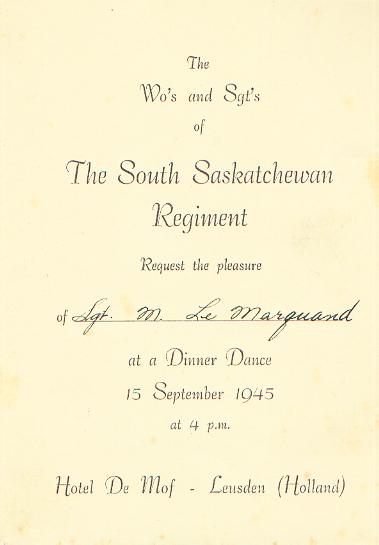 The
Wo's and Sgt's
of
The South Saskatchewan
Regiment
Request the pleasure
of Sgt. M. Le Marquand
at a Dinner Dance
15 September 1945
at 4 p.m.
Hotel De Mof - Leusden (Holland)